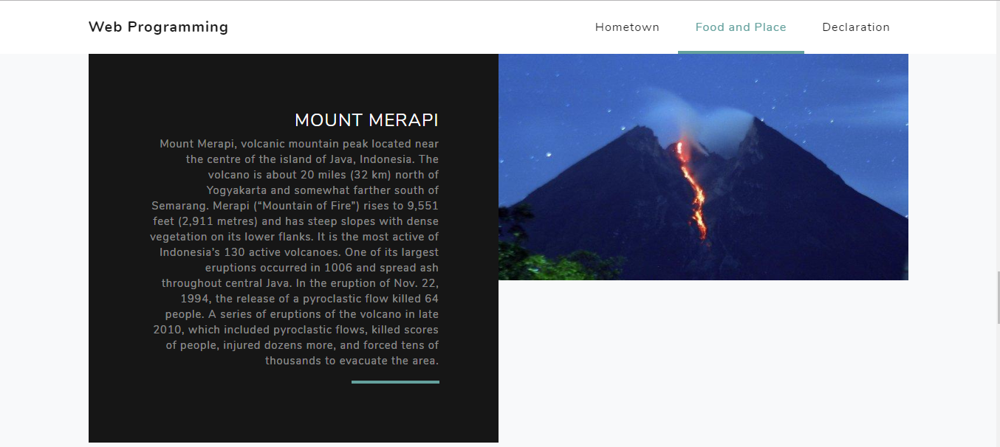 Web Programming
Hometown
Food and Place
Declaration
MOUNT MERAPI
Mount Merapi, volcanic mountain peak located near
the centre of the island of Java, Indonesia. The
volcano is about 20 miles (32 km) north of
Yogyakarta and somewhat farther south of
Semarang. Merapi (“Mountain of Fire”) rises to 9,551
feet (2,911 metres) and has steep slopes with dense
vegetation on its lower flanks. It is the most active of
Indonesia’s 130 active volcanoes. One of its largest
eruptions occurred in 1006 and spread ash
throughout central Java. In the eruption of Nov. 22,
1994, the release of a pyroclastic flow killed 64
people. A series of eruptions of the volcano in late
2010, which included pyroclastic flows, killed scores
of people, injured dozens more, and forced tens of
thousands to evacuate the area.